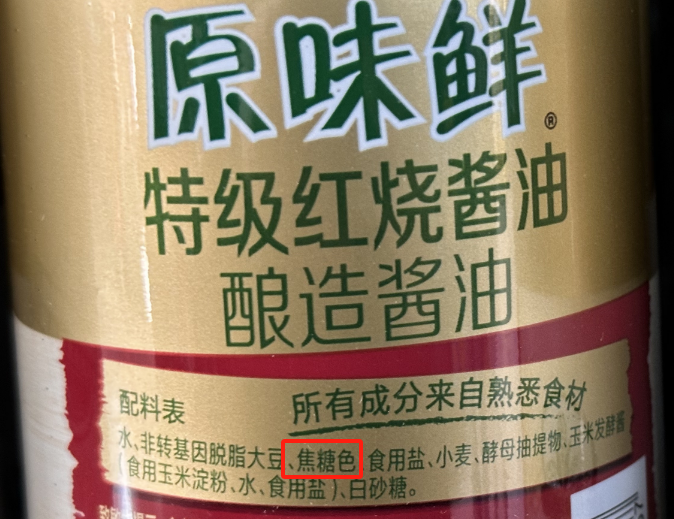 原味鲜®
特级红烧酱油
酿造酱油
配料表 所有成分来自熟悉食材
水、非转基因脱脂大豆、焦糖色、食用盐、小麦、酵母抽提物、玉米发酵酱
(食用玉米淀粉、水、食用盐)、白砂糖。